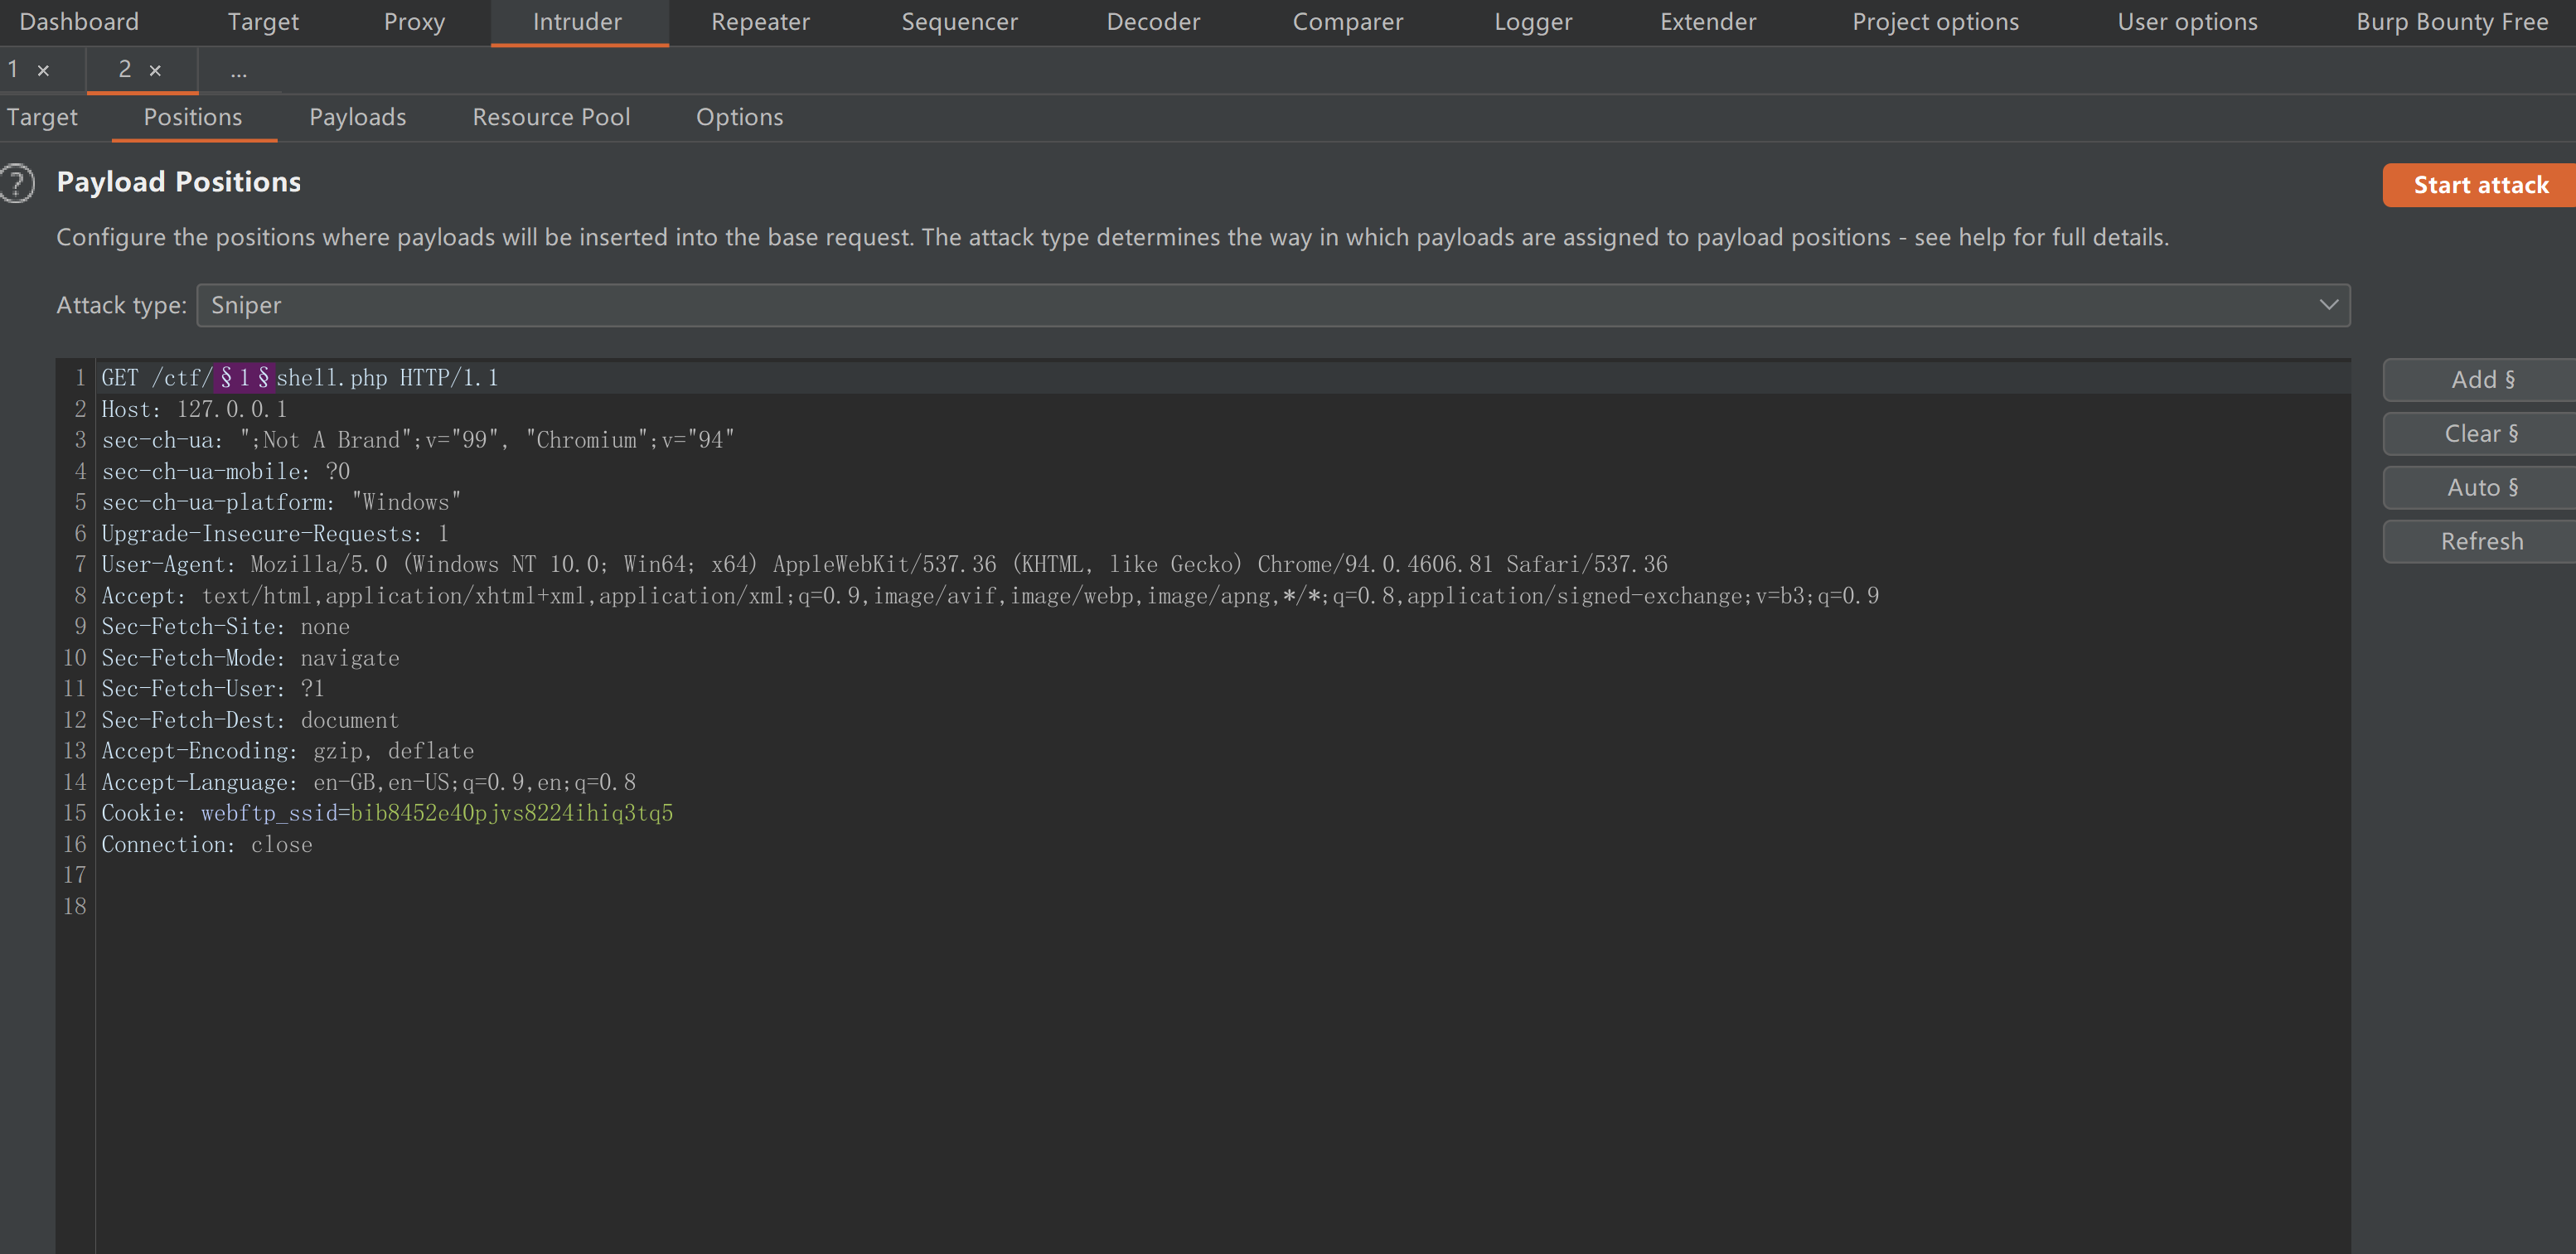 Dashboard Target Proxy Intruder Repeater Sequencer Decoder Comparer Logger Extender Project options User options Burp Bounty Free
1 × 2 × ...
Target Positions Payloads Resource Pool Options
? Payload Positions
Start attack
Configure the positions where payloads will be inserted into the base request. The attack type determines the way in which payloads are assigned to payload positions - see help for full details.
Attack type: Sniper
1 GET /ctf/§1§shell.php HTTP/1.1
Add §
2 Host: 127.0.0.1
3 sec-ch-ua: ";Not A Brand";v="99", "Chromium";v="94"
Clear §
4 sec-ch-ua-mobile: ?0
5 sec-ch-ua-platform: "Windows"
Auto §
6 Upgrade-Insecure-Requests: 1
Refresh
7 User-Agent: Mozilla/5.0 (Windows NT 10.0; Win64; x64) AppleWebKit/537.36 (KHTML, like Gecko) Chrome/94.0.4606.81 Safari/537.36
8 Accept: text/html,application/xhtml+xml,application/xml;q=0.9,image/avif,image/webp,image/apng,*/*;q=0.8,application/signed-exchange;v=b3;q=0.9
9 Sec-Fetch-Site: none
10 Sec-Fetch-Mode: navigate
11 Sec-Fetch-User: ?1
12 Sec-Fetch-Dest: document
13 Accept-Encoding: gzip, deflate
14 Accept-Language: en-GB,en-US;q=0.9,en;q=0.8
15 Cookie: webftp_ssid=bib8452e40pjvs8224ihiq3tq5
16 Connection: close
17
18